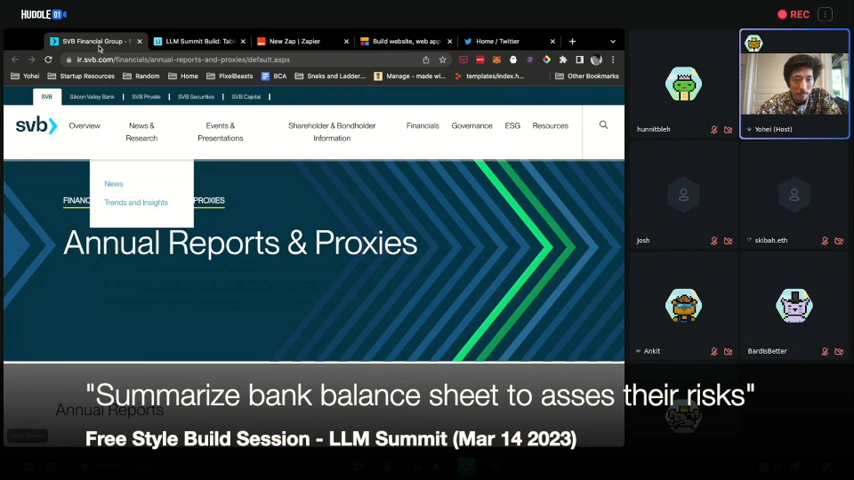 HUDDLE 01
REC
SVB Financial Group - F
LLM Summit Build: Tabl
New Zap | Zapier
Build website, web app
Home / Twitter
ir.svb.com/financials/annual-reports-and-proxies/default.aspx
Yohei
Startup Resources
Random
Home
PixelBeasts
BCA
Sneks and Ladder...
Manage - made wi...
templates/index.h...
Other Bookmarks
SVB
Silicon Valley Bank
SVB Private
SVB Securities
SVB Capital
svb
Overview
News & Research
Events & Presentations
Shareholder & Bondholder Information
Financials
Governance
ESG
Resources
News
Trends and Insights
FINANC
PROXIES
Annual Reports & Proxies
Annual Reports
hunnitbleh
Yohei (Host)
Josh
skibah.eth
Ankit
BardIsBetter
"Summarize bank balance sheet to asses their risks"
Free Style Build Session - LLM Summit (Mar 14 2023)